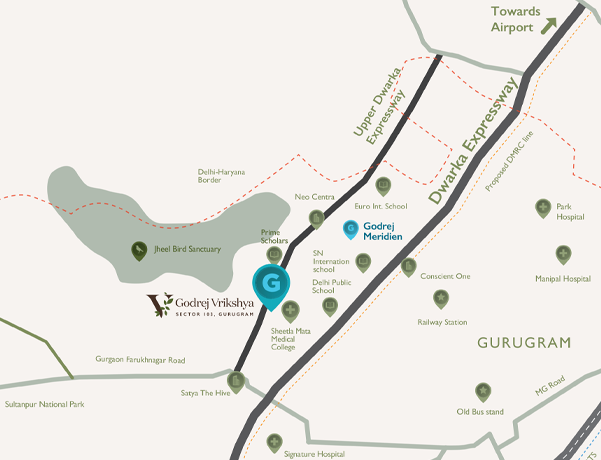 Towards
Airport
Upper Dwarka
Expressway
Dwarka Expressway
Proposed DMRC line
Delhi-Haryana
Border
Neo Centra
Euro Int. School
Park
Hospital
Godrej
Meridien
Prime
Scholars
Jheel Bird Sanctuary
SN
Internation
school
Conscient One
Manipal Hospital
G
G
Delhi Public
School
Godrej Vrikshya
SECTOR 103, GURUGRAM
Railway Station
Sheetla Mata
Medical
College
GURUGRAM
Gurgaon Farukhnagar Road
Satya The Hive
MG Road
Sultanpur National Park
Old Bus stand
Signature Hospital